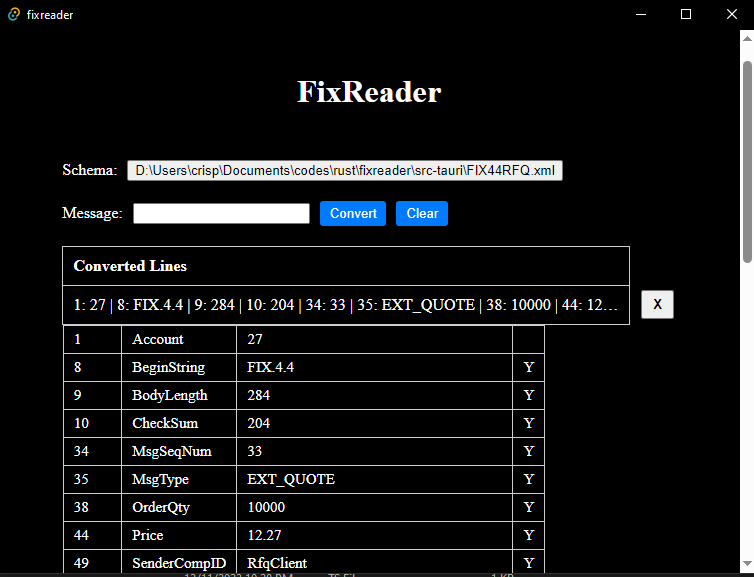 fixreader
FixReader
Schema: D:\Users\crisp\Documents\codes\rust\fixreader\src-tauri\FIX44RFQ.xml
Message: Convert Clear
Converted Lines
1: 27 | 8: FIX.4.4 | 9: 284 | 10: 204 | 34: 33 | 35: EXT_QUOTE | 38: 10000 | 44: 12... X
1 Account 27
8 BeginString FIX.4.4 Y
9 BodyLength 284 Y
10 CheckSum 204 Y
34 MsgSeqNum 33 Y
35 MsgType EXT_QUOTE Y
38 OrderQty 10000 Y
44 Price 12.27 Y
49 SenderCompID RfqClient Y